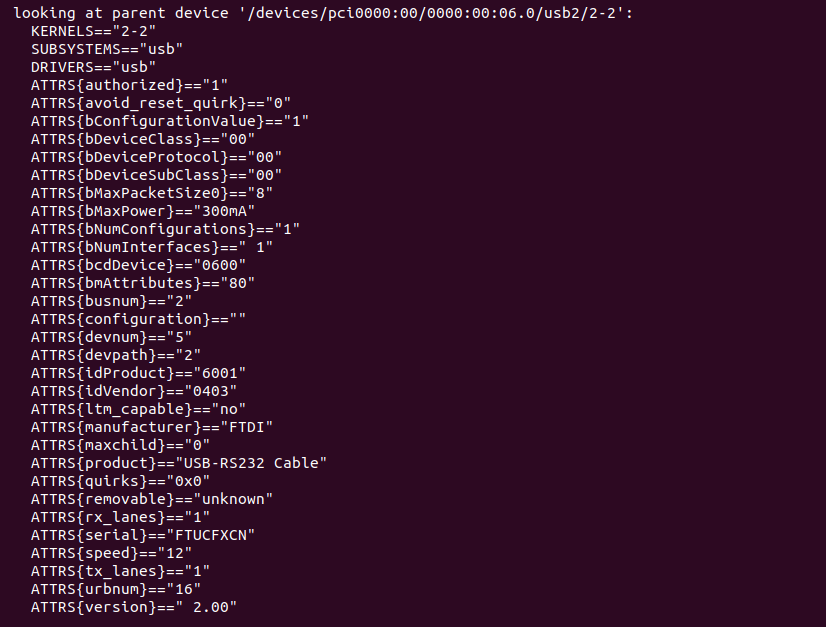 looking at parent device '/devices/pci0000:00/0000:00:06.0/usb2/2-2':
KERNELS=="2-2"
SUBSYSTEMS=="usb"
DRIVERS=="usb"
ATTRS{authorized}=="1"
ATTRS{avoid_reset_quirk}=="0"
ATTRS{bConfigurationValue}=="1"
ATTRS{bDeviceClass}=="00"
ATTRS{bDeviceProtocol}=="00"
ATTRS{bDeviceSubClass}=="00"
ATTRS{bMaxPacketSize0}=="8"
ATTRS{bMaxPower}=="300mA"
ATTRS{bNumConfigurations}=="1"
ATTRS{bNumInterfaces}==" 1"
ATTRS{bcdDevice}=="0600"
ATTRS{bmAttributes}=="80"
ATTRS{busnum}=="2"
ATTRS{configuration}==""
ATTRS{devnum}=="5"
ATTRS{devpath}=="2"
ATTRS{idProduct}=="6001"
ATTRS{idVendor}=="0403"
ATTRS{ltm_capable}=="no"
ATTRS{manufacturer}=="FTDI"
ATTRS{maxchild}=="0"
ATTRS{product}=="USB-RS232 Cable"
ATTRS{quirks}=="0x0"
ATTRS{removable}=="unknown"
ATTRS{rx_lanes}=="1"
ATTRS{serial}=="FTUCFXCN"
ATTRS{speed}=="12"
ATTRS{tx_lanes}=="1"
ATTRS{urbnum}=="16"
ATTRS{version}==" 2.00"